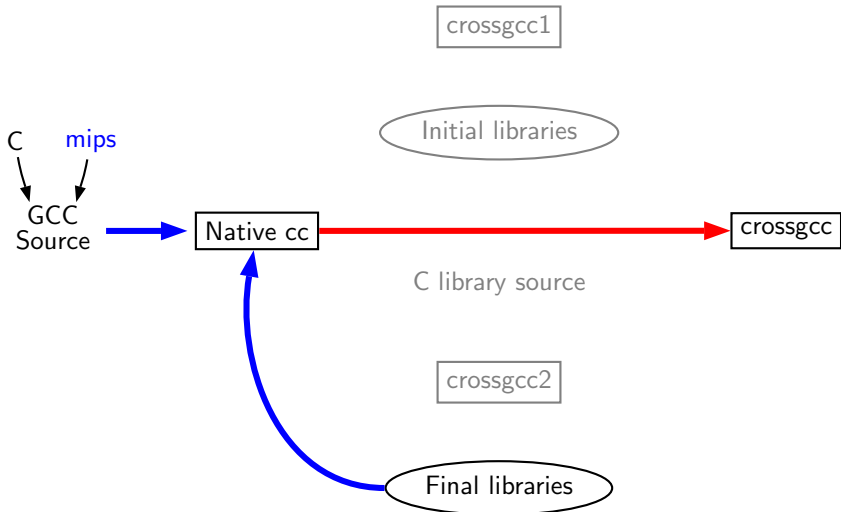 crossgcc1
Initial libraries
C
mips
GCC
Source
Native cc
crossgcc
C library source
crossgcc2
Final libraries